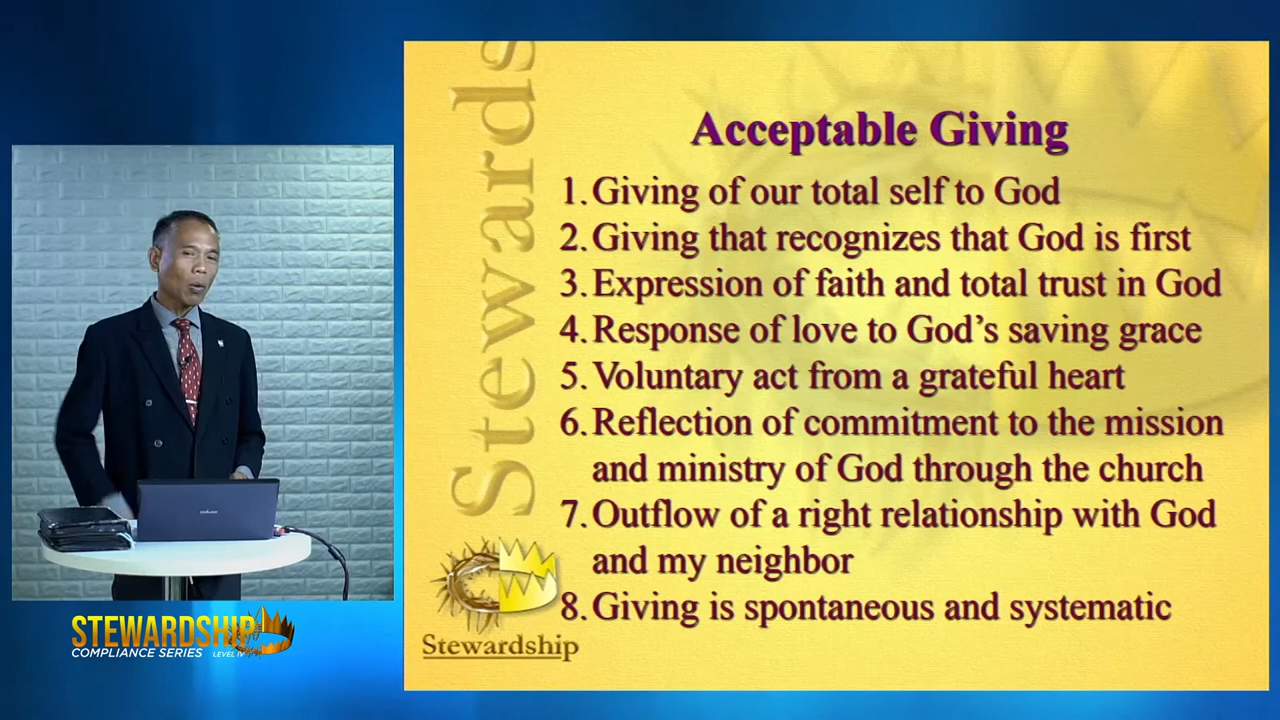 Stewards
Acceptable Giving
1. Giving of our total self to God
2. Giving that recognizes that God is first
3. Expression of faith and total trust in God
4. Response of love to God's saving grace
5. Voluntary act from a grateful heart
6. Reflection of commitment to the mission
and ministry of God through the church
7. Outflow of a right relationship with God
and my neighbor
8. Giving is spontaneous and systematic
Stewardship
STEWARDSHIP
COMPLIANCE SERIES LEVEL IV